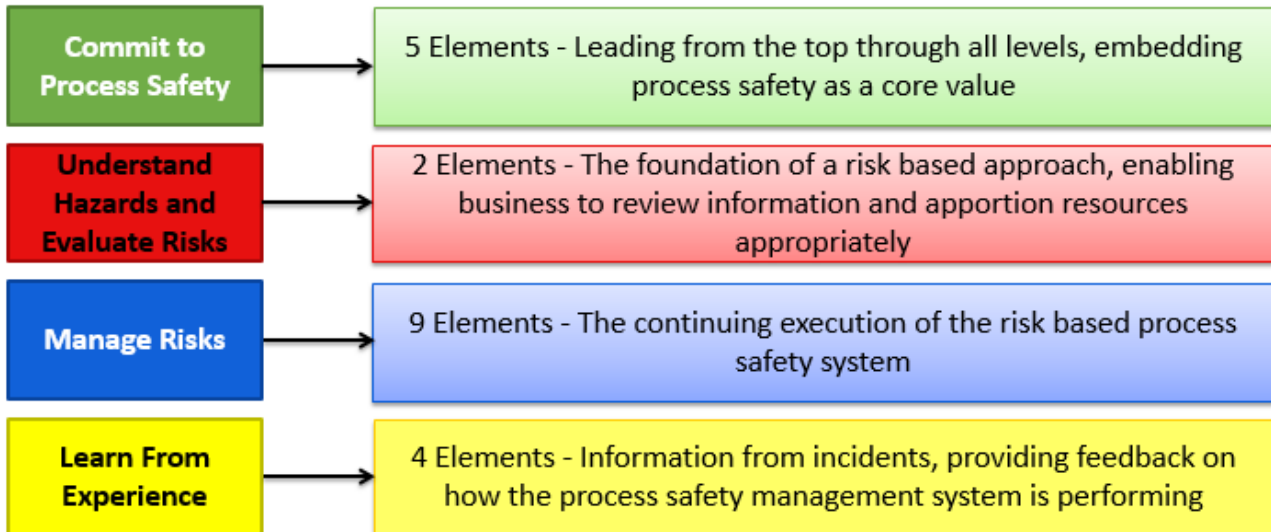 Commit to
Process Safety
5 Elements - Leading from the top through all levels, embedding
process safety as a core value
Understand
Hazards and
Evaluate Risks
2 Elements - The foundation of a risk based approach, enabling
business to review information and apportion resources
appropriately
Manage Risks
9 Elements - The continuing execution of the risk based process
safety system
Learn From
Experience
4 Elements - Information from incidents, providing feedback on
how the process safety management system is performing